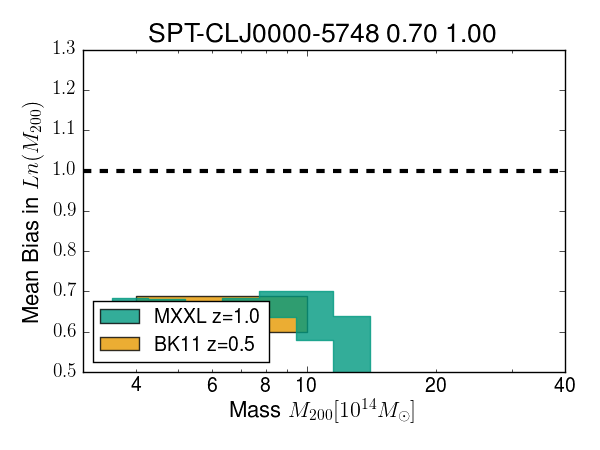 SPT-CLJ0000-5748 0.70 1.00
1.3
1.2
1.1
1.0
0.9
0.8
0.7
0.6
0.5
Mean Bias in Ln(M₂₀₀)
MXXL z=1.0
BK11 z=0.5
4 6 8 10 20 40
Mass M₂₀₀[10¹⁴M☉]